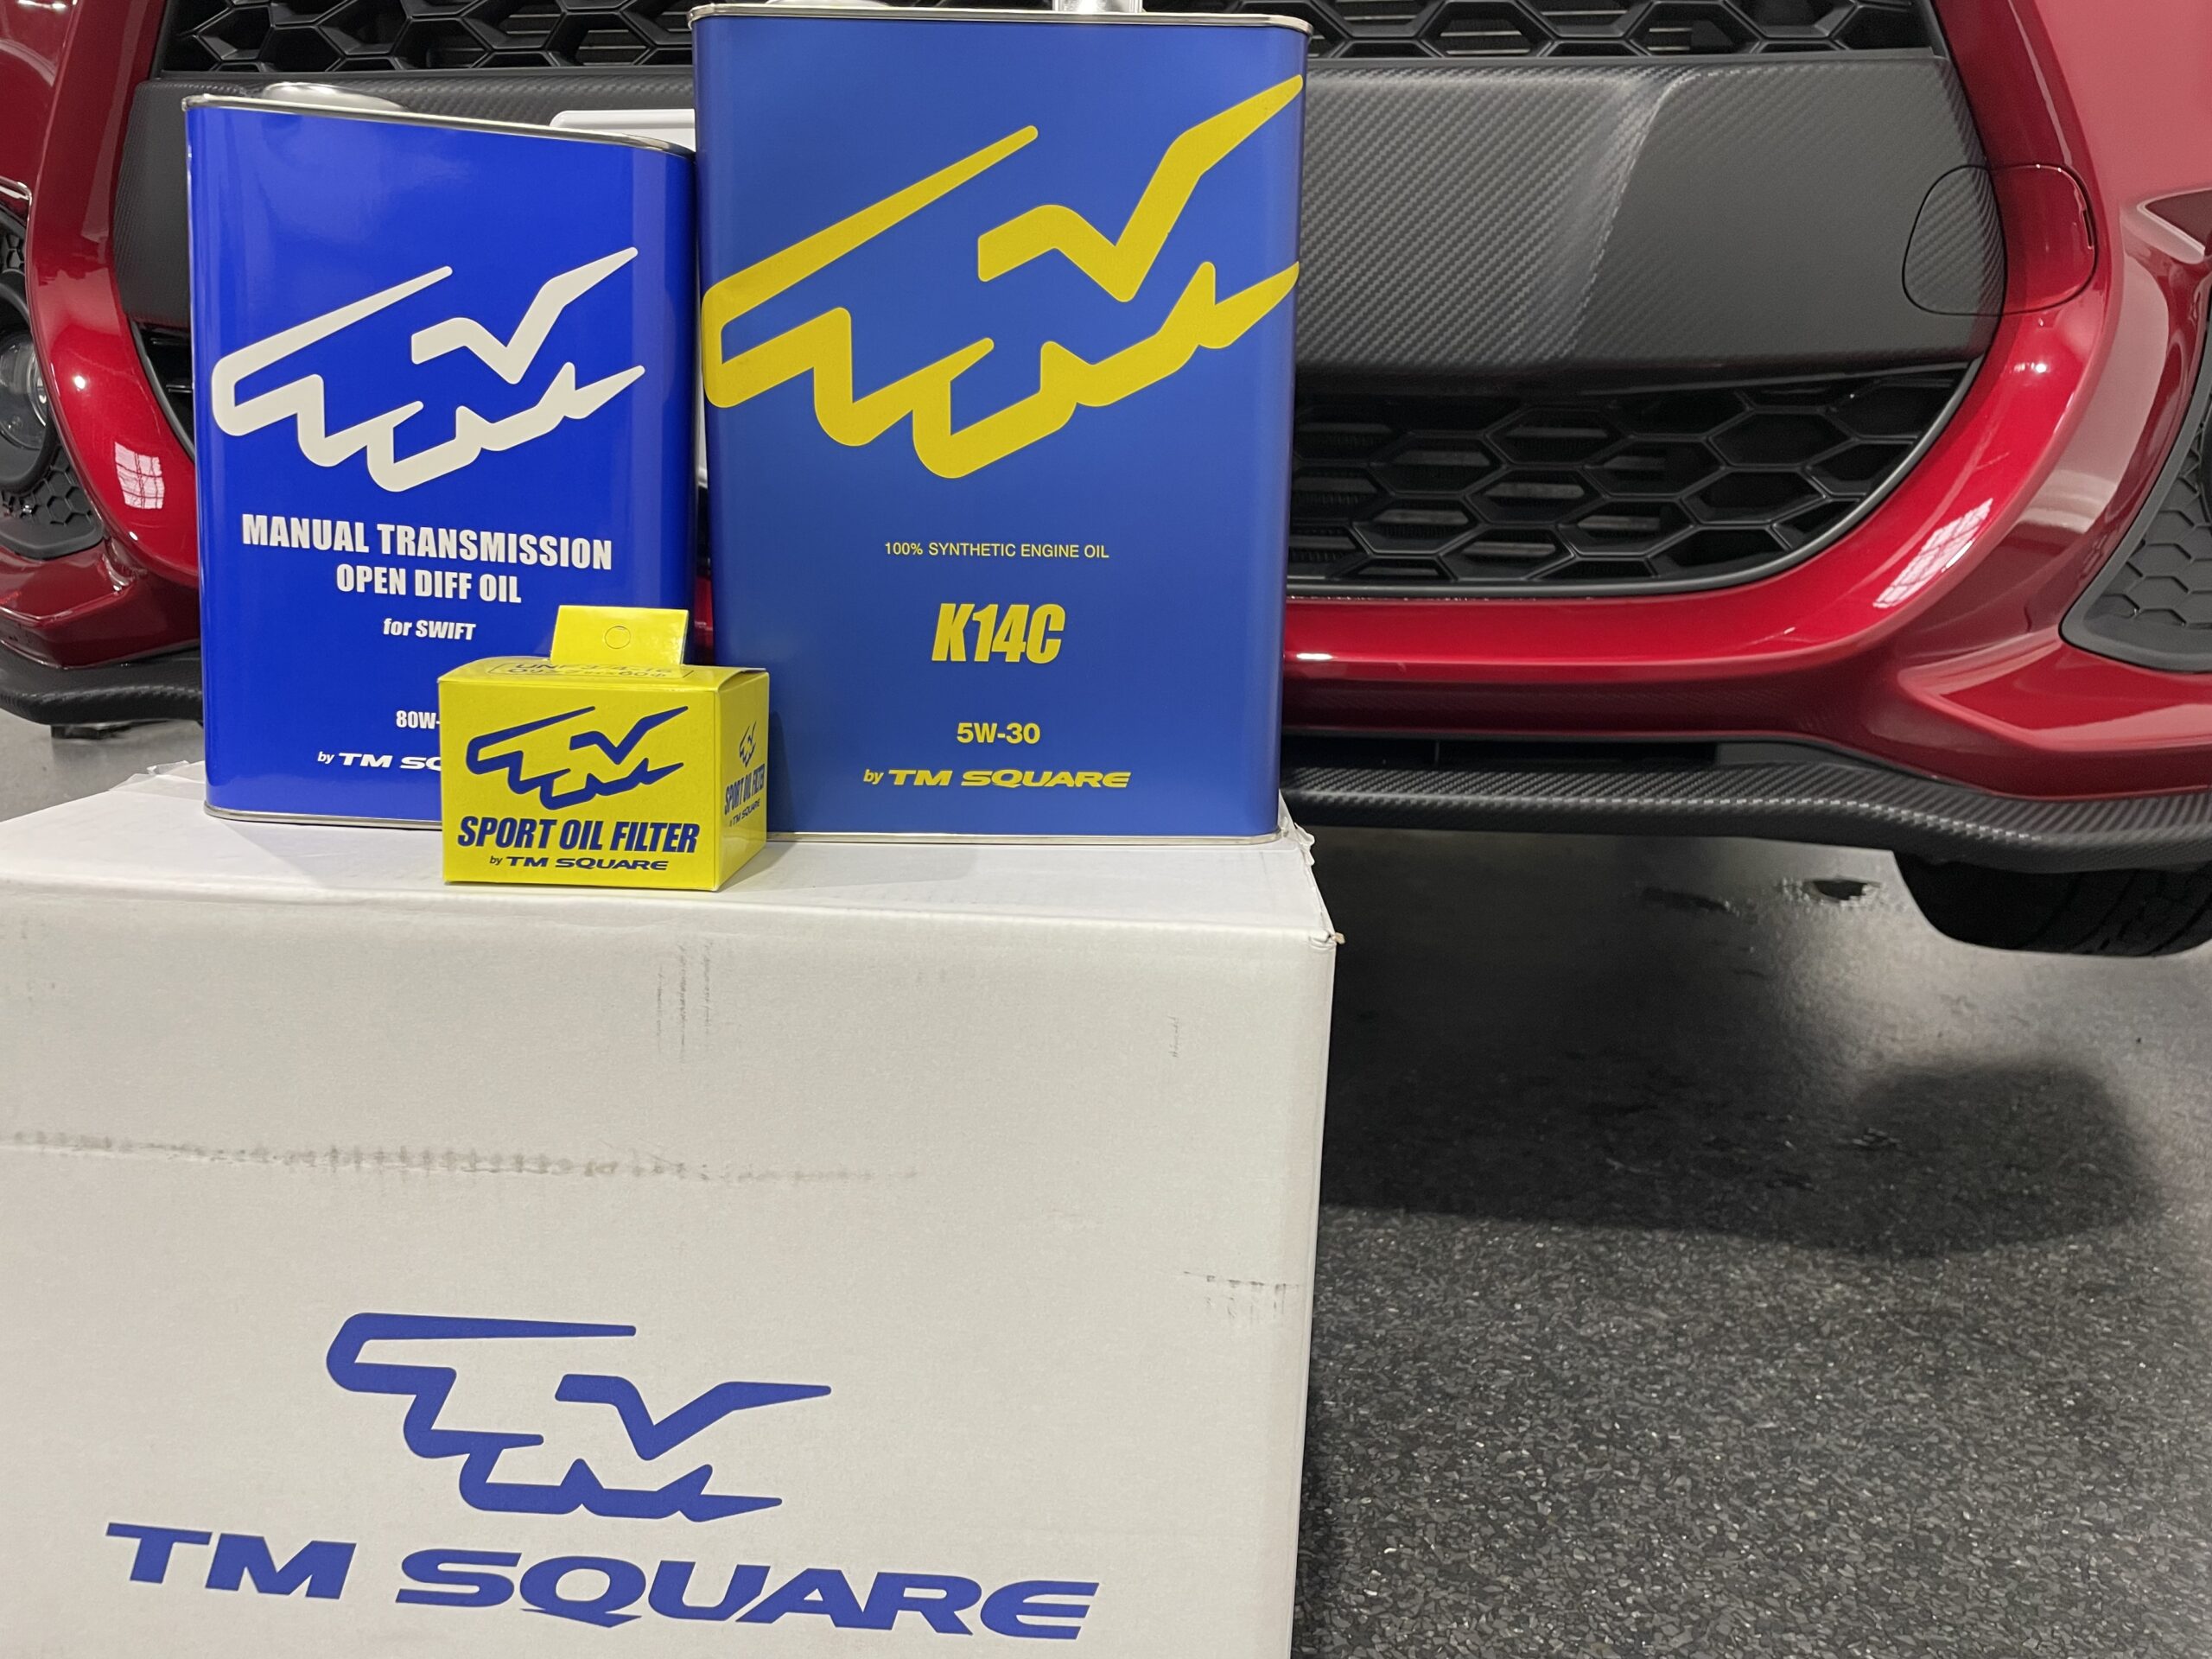 MANUAL TRANSMISSION
OPEN DIFF OIL
for SWIFT
80W-
by TM SQ
100% SYNTHETIC ENGINE OIL
K14C
5W-30
by TM SQUARE
SPORT OIL FILTER
by TM SQUARE
SPORT OIL FILTER
by TM SQUARE
TM SQUARE